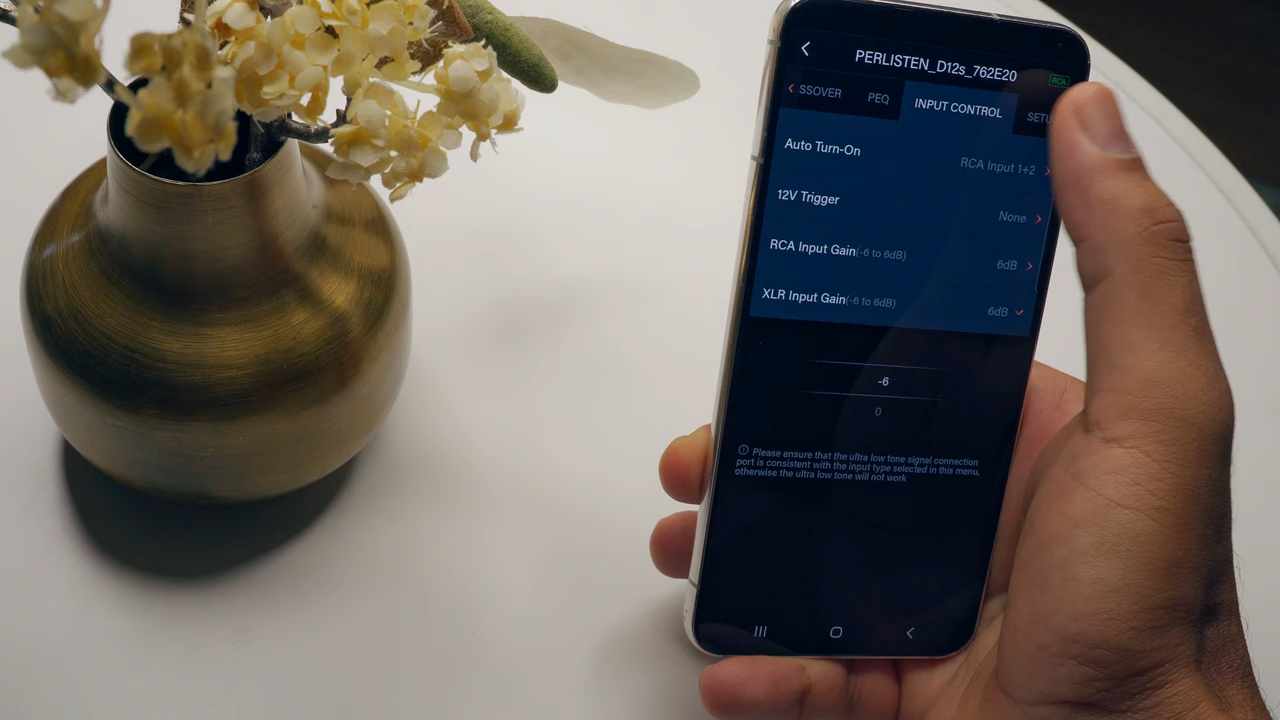 PERLISTEN_D12s_762E20
RCA
SSOVER PEQ INPUT CONTROL SETU
Auto Turn-On RCA Input 1+2
12V Trigger None
RCA Input Gain(-6 to 6dB) 6dB
XLR Input Gain(-6 to 6dB) 6dB
-6
0
Please ensure that the ultra low tone signal connection
port is consistent with the input type selected in this menu,
otherwise the ultra low tone will not work